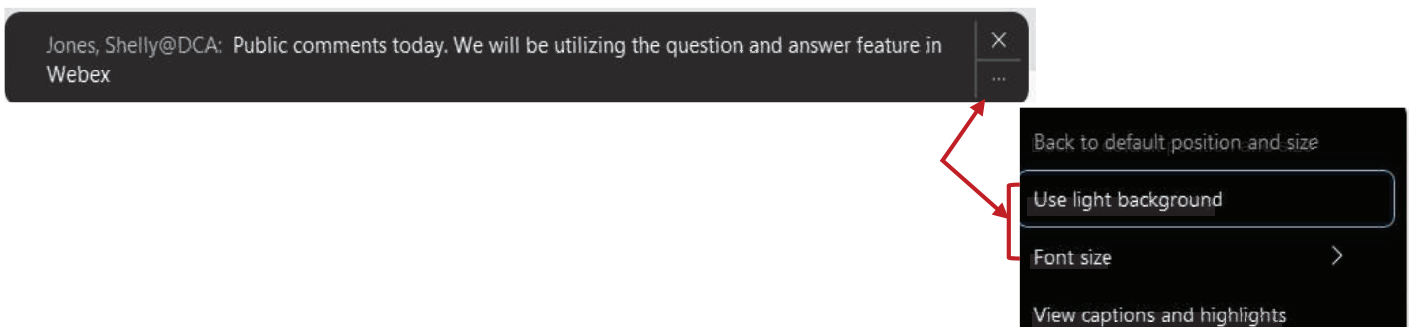 Jones, Shelly@DCA: Public comments today. We will be utilizing the question and answer feature in
Webex
Back to default position and size
Use light background
Font size
View captions and highlights